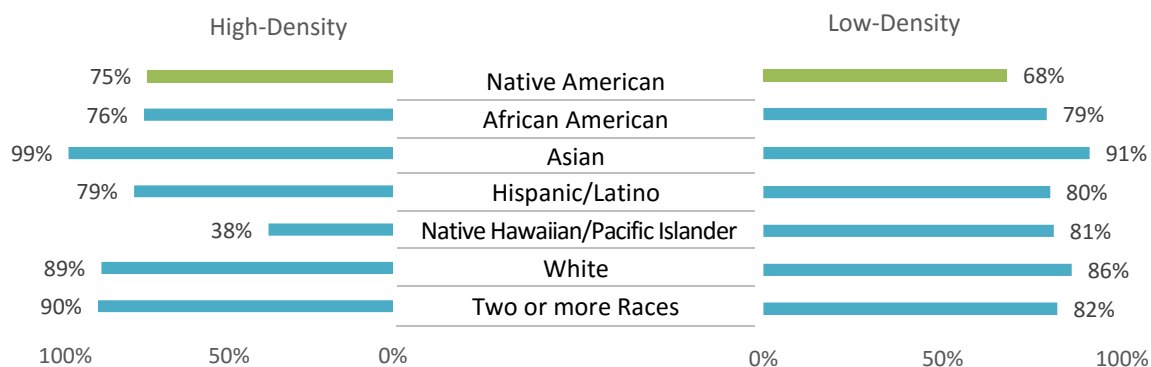 High-Density Low-Density
75% Native American 68%
76% African American 79%
99% Asian 91%
79% Hispanic/Latino 80%
38% Native Hawaiian/Pacific Islander 81%
89% White 86%
90% Two or more Races 82%
100% 50% 0% 0% 50% 100%